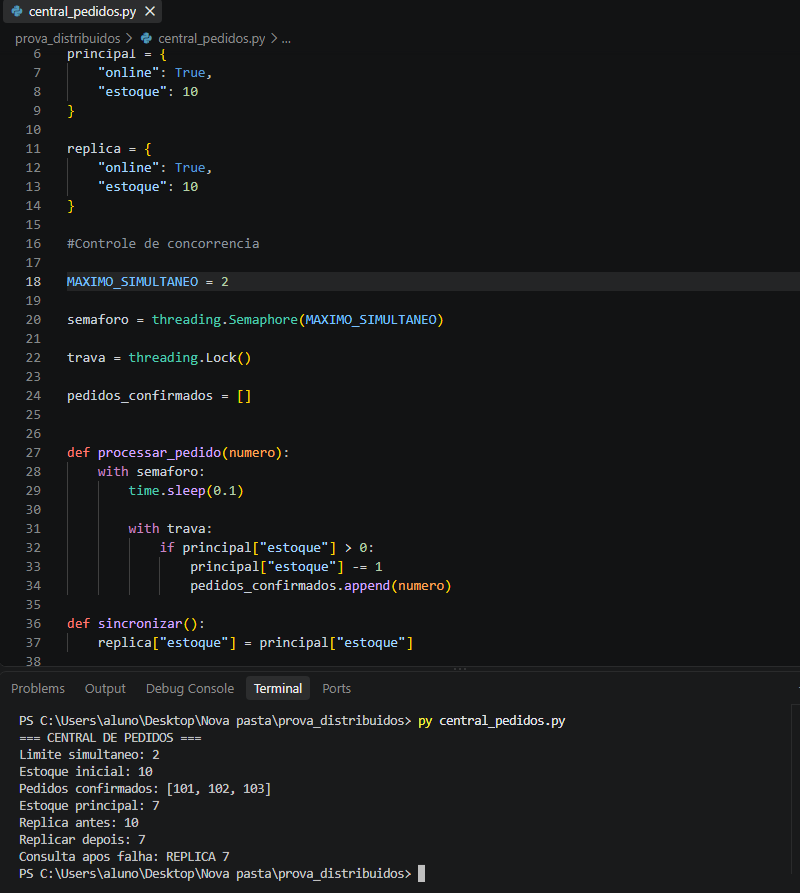 central_pedidos.py
prova_distribuidos > central_pedidos.py > ...
6 principal = {
7 "online": True,
8 "estoque": 10
9 }
10
11 replica = {
12 "online": True,
13 "estoque": 10
14 }
15
16 #Controle de concorrencia
17
18 MAXIMO_SIMULTANEO = 2
19
20 semaforo = threading.Semaphore(MAXIMO_SIMULTANEO)
21
22 trava = threading.Lock()
23
24 pedidos_confirmados = []
25
26
27 def processar_pedido(numero):
28 with semaforo:
29 time.sleep(0.1)
30
31 with trava:
32 if principal["estoque"] > 0:
33 principal["estoque"] -= 1
34 pedidos_confirmados.append(numero)
35
36 def sincronizar():
37 replica["estoque"] = principal["estoque"]
38
Problems Output Debug Console Terminal Ports
PS C:\Users\aluno\Desktop\Nova pasta\prova_distribuidos> py central_pedidos.py
=== CENTRAL DE PEDIDOS ===
Limite simultaneo: 2
Estoque inicial: 10
Pedidos confirmados: [101, 102, 103]
Estoque principal: 7
Replica antes: 10
Replicar depois: 7
Consulta apos falha: REPLICA 7
PS C:\Users\aluno\Desktop\Nova pasta\prova_distribuidos>